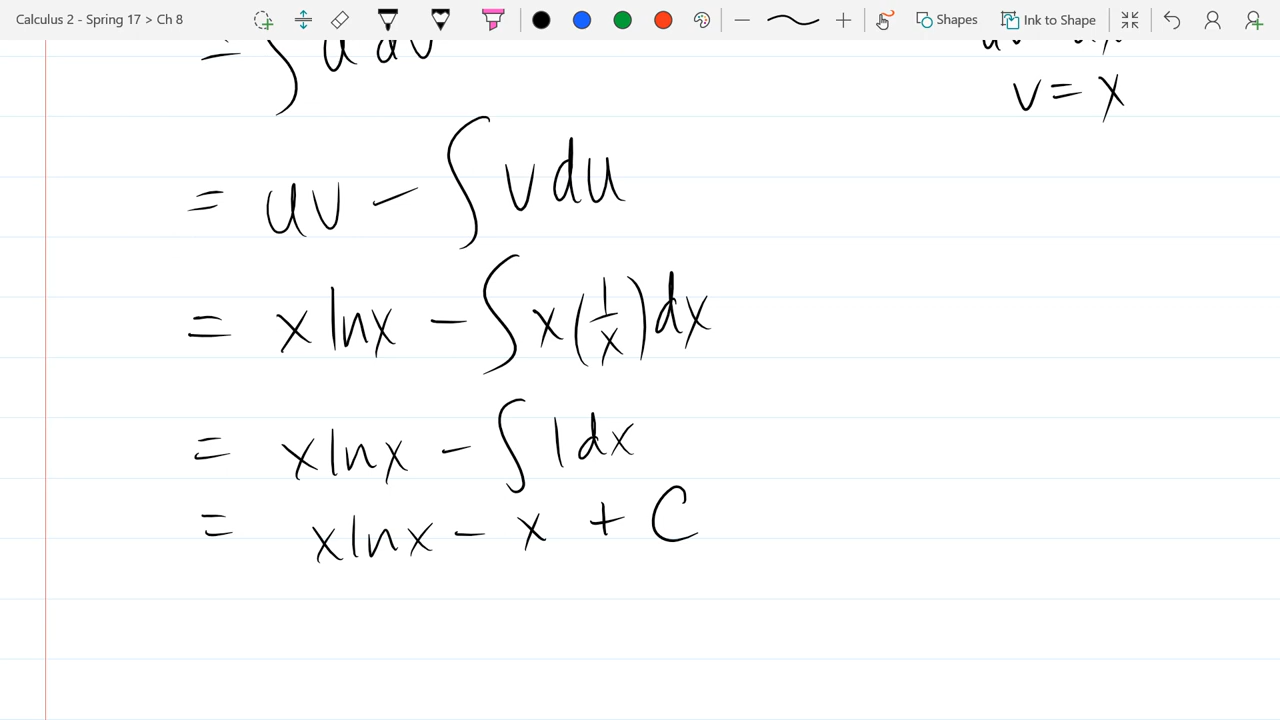 Calculus 2 - Spring 17 > Ch 8
Shapes
Ink to Shape
= ∫ u dv
v = x
= uv - ∫ v du
= x ln x - ∫ x (1/x) dx
= x ln x - ∫ 1 dx
= x ln x - x + C